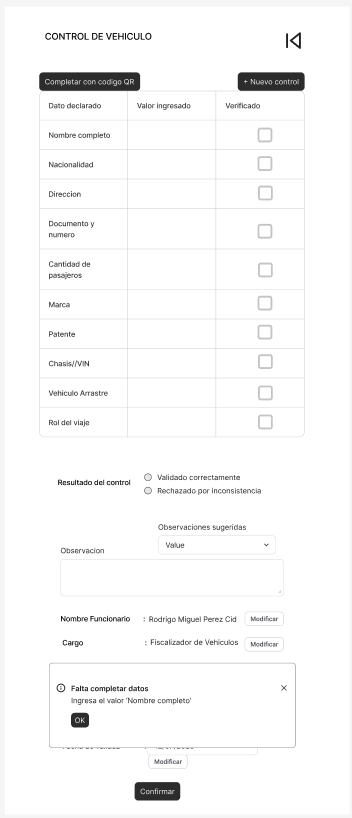 CONTROL DE VEHICULO
Completar con codigo QR
+ Nuevo control
Dato declarado Valor ingresado Verificado
Nombre completo
Nacionalidad
Direccion
Documento y
numero
Cantidad de
pasajeros
Marca
Patente
Chasis//VIN
Vehiculo Arrastre
Rol del viaje
Resultado del control
Validado correctamente
Rechazado por inconsistencia
Observaciones sugeridas
Value
Observacion
Nombre Funcionario : Rodrigo Miguel Perez Cid Modificar
Cargo : Fiscalizador de Vehiculos Modificar
Falta completar datos
Ingresa el valor 'Nombre completo'
OK
Modificar
Confirmar